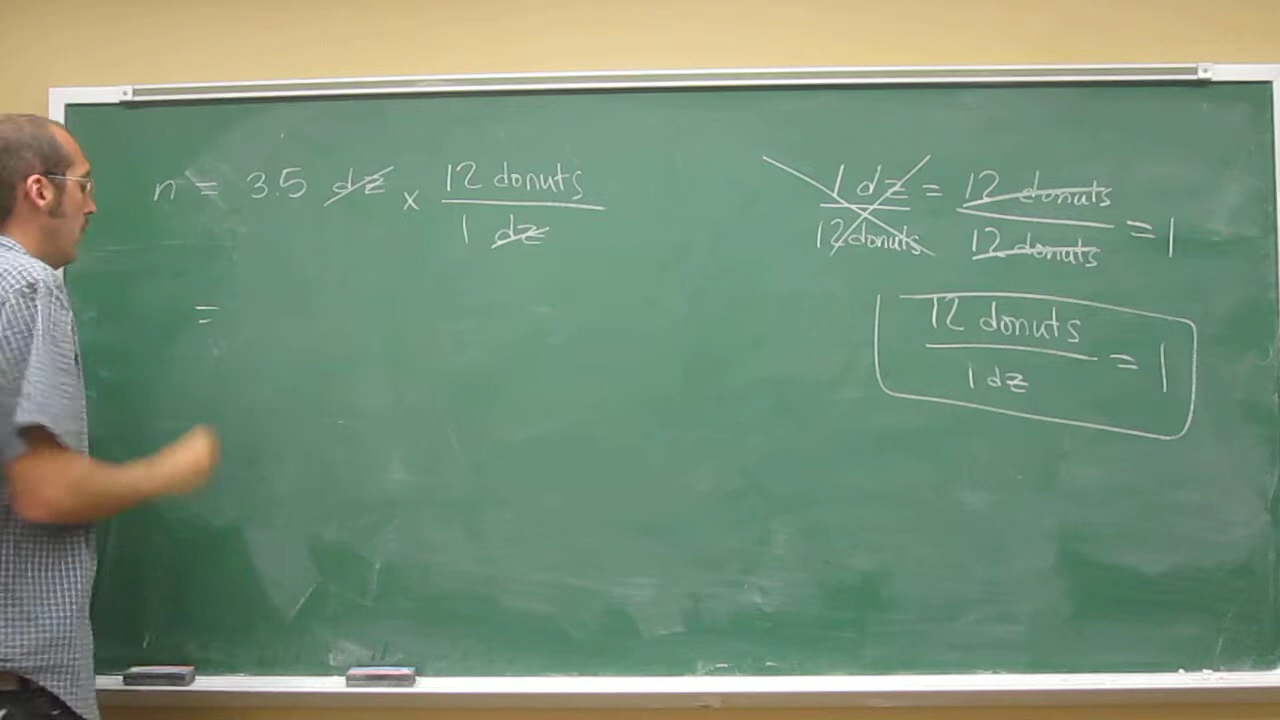 n = 3.5 dz x 12 donuts / 1 dz
=
1 dz / 12 donuts = 12 donuts / 12 donuts = 1
12 donuts / 1 dz = 1